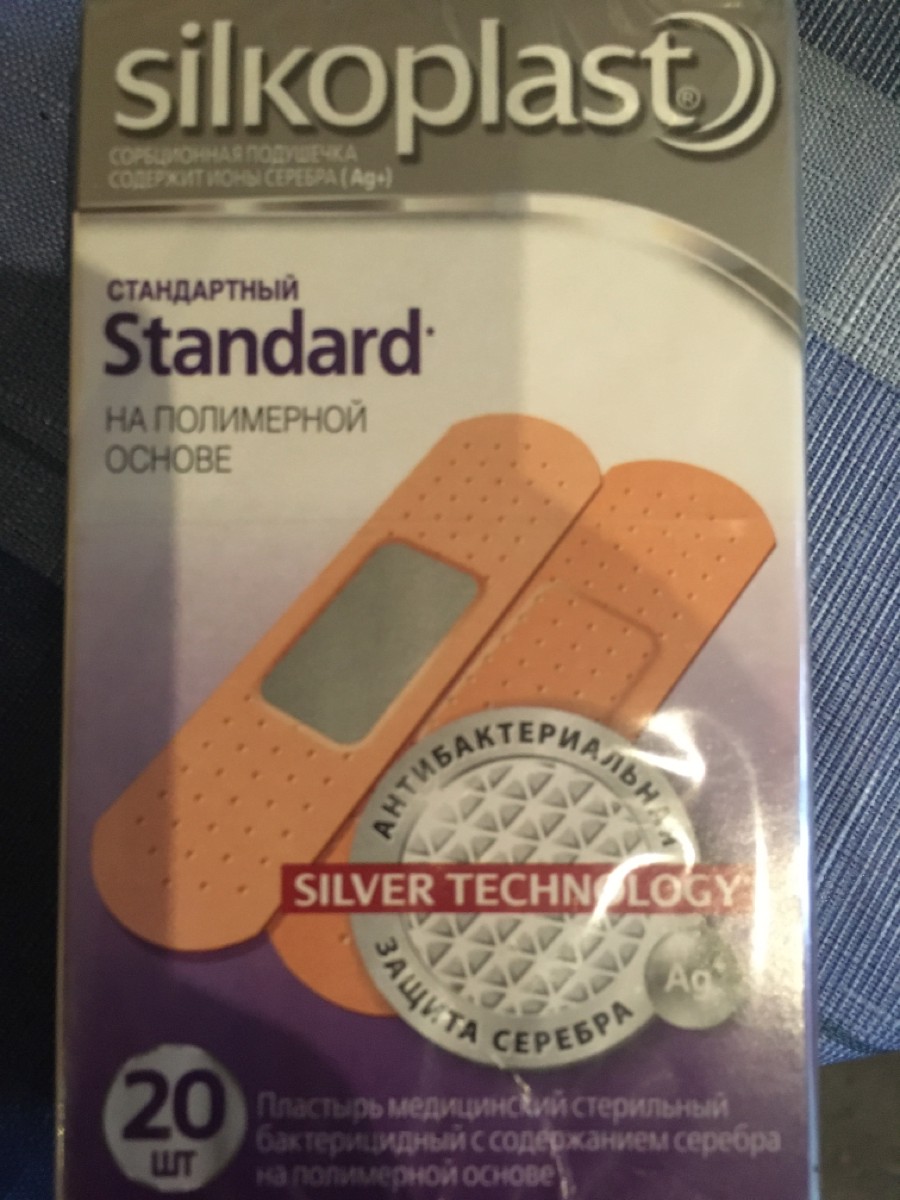 silkoplast®
СОРБЦИОННАЯ ПОДУШЕЧКА
СОДЕРЖИТ ИОНЫ СЕРЕБРА (Ag+)
СТАНДАРТНЫЙ
Standard
НА ПОЛИМЕРНОЙ
ОСНОВЕ
АНТИБАКТЕРИАЛЬНАЯ
SILVER TECHNOLOGY
ЗАЩИТА СЕРЕБРА
Ag+
20
ШТ
Пластырь медицинский стерильный
бактерицидный с содержанием серебра
на полимерной основе